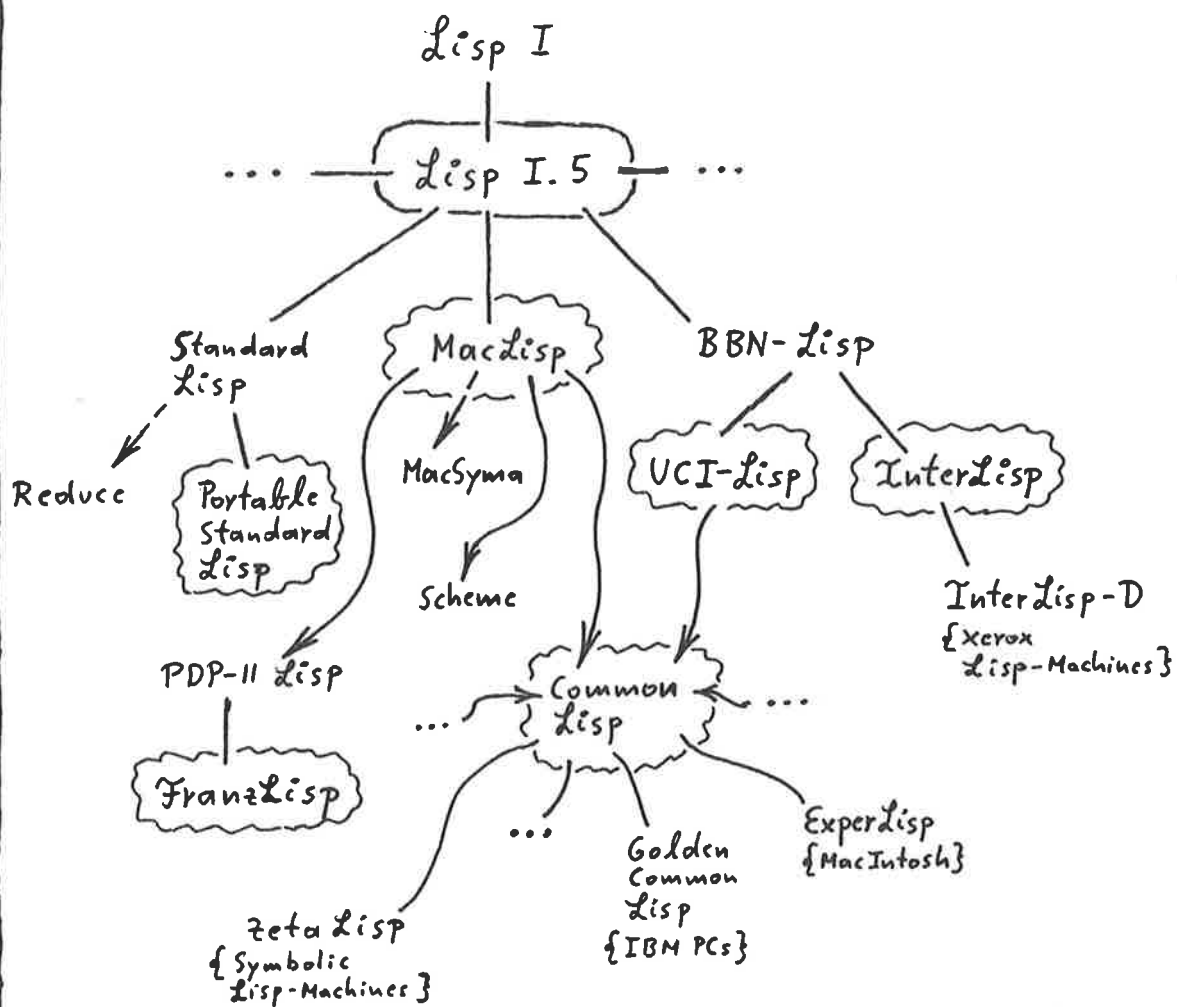 Lisp I
... Lisp I.5 ...
Standard
Lisp
MacLisp
BBN-Lisp
Reduce
Portable
Standard
Lisp
MacSyma
UCI-Lisp
InterLisp
Scheme
InterLisp-D
{Xerox
Lisp-Machines}
PDP-11 Lisp
... Common ...
Lisp
FranzLisp
...
Golden
Common
Lisp
{IBM PCs}
ExperLisp
{MacIntosh}
Zeta Lisp
{Symbolic
Lisp-Machines}